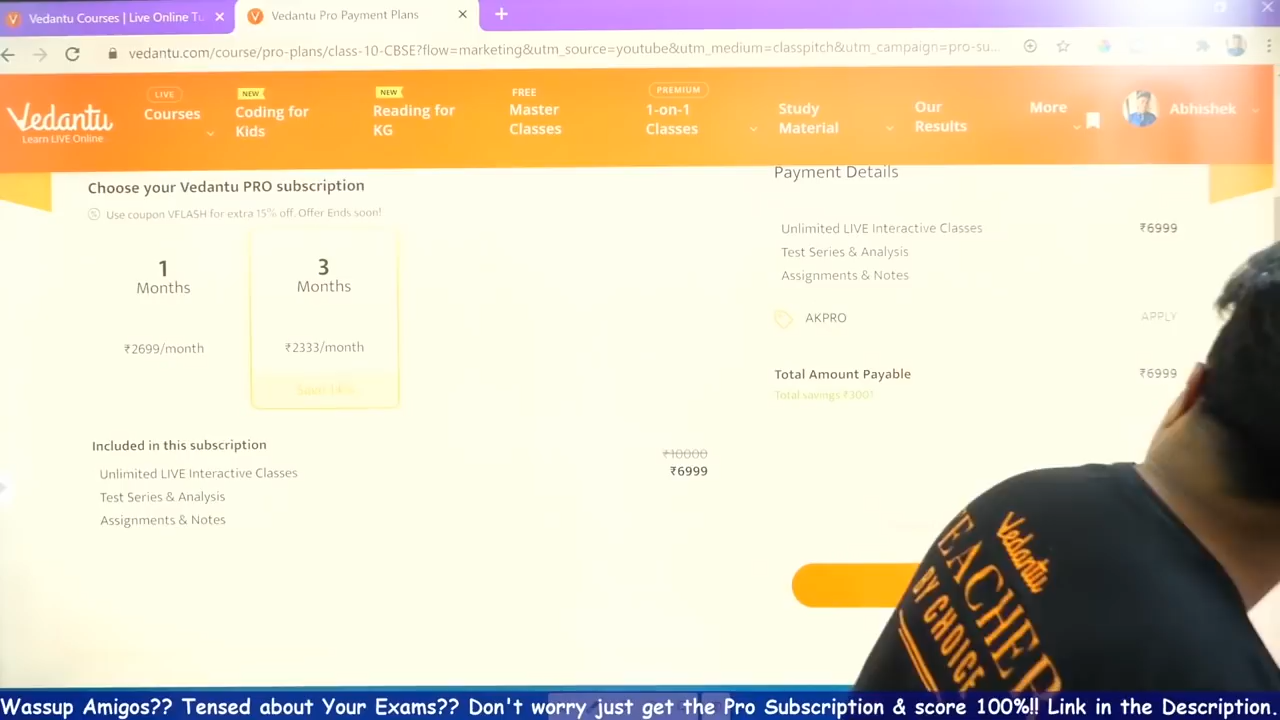 Vedantu Courses | Live Online Tu
Vedantu Pro Payment Plans
vedantu.com/course/pro-plans/class-10-CBSE?flow=marketing&utm_source=youtube&utm_medium=classpitch&utm_campaign=pro-su...
Vedantu
Learn LIVE Online
LIVE
Courses
NEW
Coding for
Kids
NEW
Reading for
KG
FREE
Master
Classes
PREMIUM
1-on-1
Classes
Study
Material
Our
Results
More
Abhishek
Choose your Vedantu PRO subscription
Use coupon VFLASH for extra 15% off. Offer Ends soon!
1
Months
₹2699/month
3
Months
₹2333/month
Save 14%
Included in this subscription
Unlimited LIVE Interactive Classes
Test Series & Analysis
Assignments & Notes
₹10000
₹6999
Payment Details
Unlimited LIVE Interactive Classes
₹6999
Test Series & Analysis
Assignments & Notes
AKPRO
APPLY
Total Amount Payable
₹6999
Total savings ₹3001
Vedantu
TEACHER
BY CHOICE
Wassup Amigos?? Tensed about Your Exams?? Don't worry just get the Pro Subscription & score 100%!! Link in the Description.